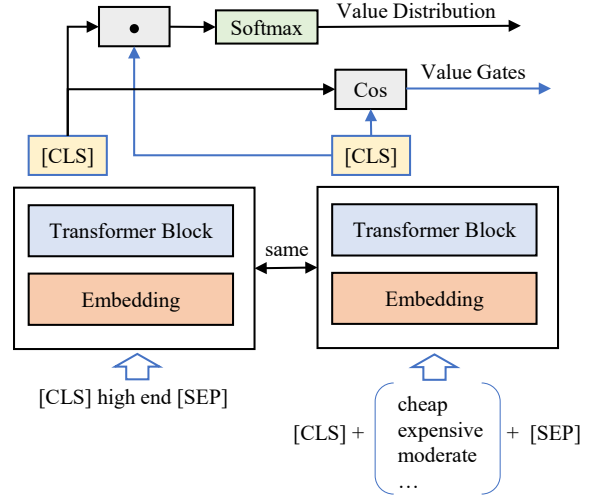 Value Distribution
• Softmax
Value Gates
Cos
[CLS] [CLS]
Transformer Block
Embedding
same
Transformer Block
Embedding
[CLS] high end [SEP]
[CLS] +
cheap
expensive
moderate
…
+ [SEP]